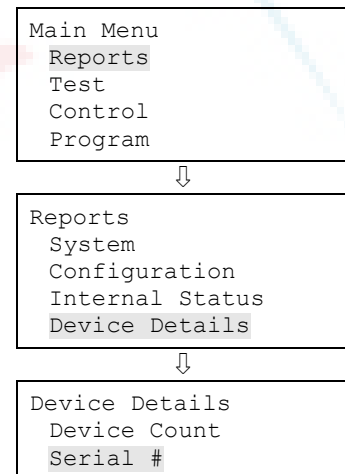 Main Menu
Reports
Test
Control
Program
⇩
Reports
System
Configuration
Internal Status
Device Details
⇩
Device Details
Device Count
Serial #